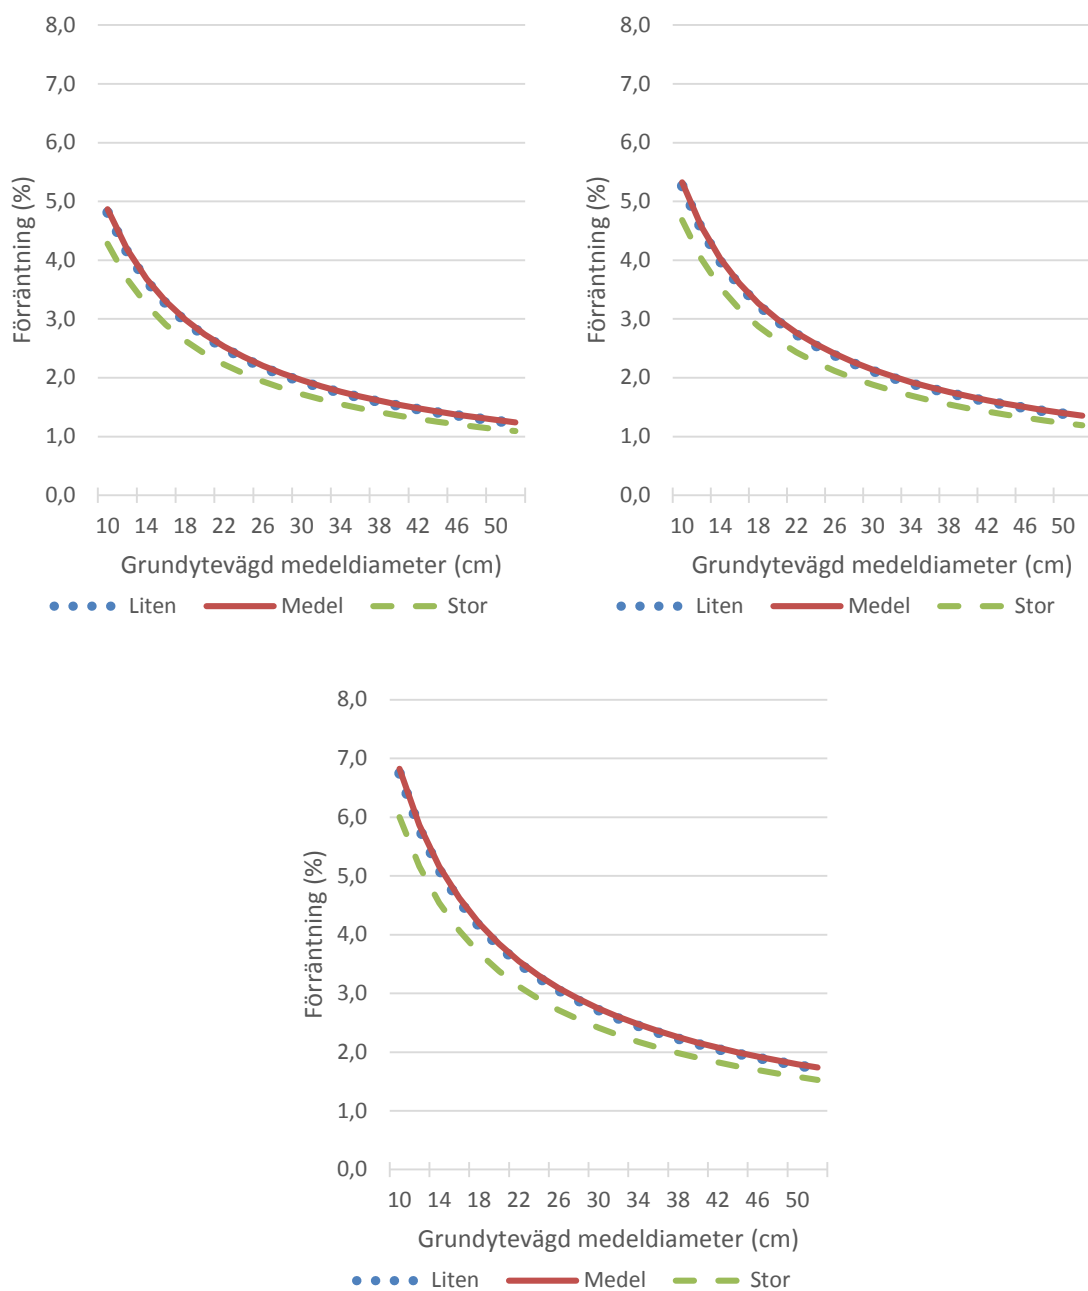 8,0
7,0
6,0
5,0
4,0
3,0
2,0
1,0
0,0
Förräntning (%)
10 14 18 22 26 30 34 38 42 46 50
Grundytevägd medeldiameter (cm)
Liten Medel Stor
8,0
7,0
6,0
5,0
4,0
3,0
2,0
1,0
0,0
Förräntning (%)
10 14 18 22 26 30 34 38 42 46 50
Grundytevägd medeldiameter (cm)
Liten Medel Stor
8,0
7,0
6,0
5,0
4,0
3,0
2,0
1,0
0,0
Förräntning (%)
10 14 18 22 26 30 34 38 42 46 50
Grundytevägd medeldiameter (cm)
Liten Medel Stor